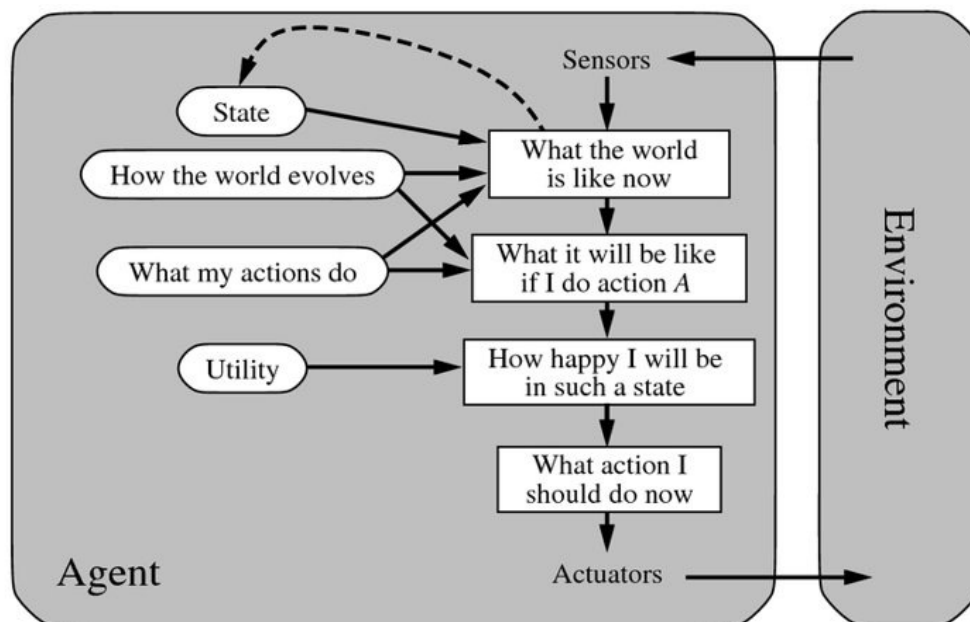 Sensors
State
What the world
is like now
How the world evolves
What it will be like
if I do action A
What my actions do
How happy I will be
in such a state
Utility
What action I
should do now
Agent
Actuators
Environment